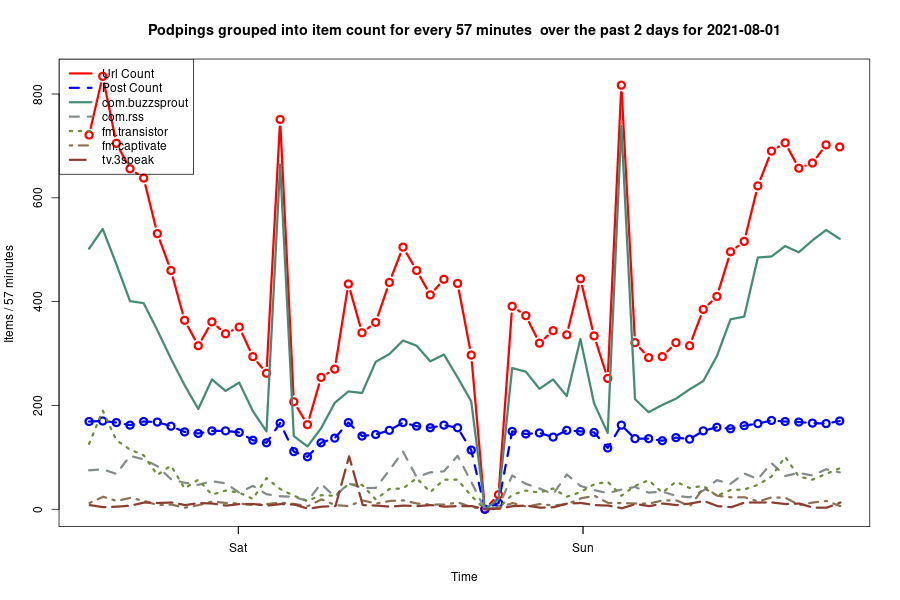 Podpings grouped into item count for every 57 minutes  over the past 2 days for 2021-08-01
Url Count
Post Count
com.buzzsprout
com.rss
fm.transistor
fm.captivate
tv.3speak
800
600
400
200
0
Items / 57 minutes
Sat
Sun
Time